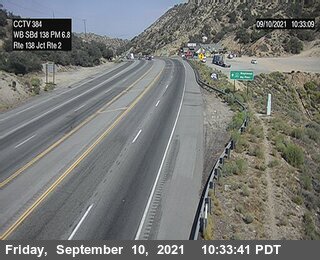 CCTV 384
WB SBd 138 PM 6.8
Rte 138 Jct Rte 2
09/10/2021 10:33:09
Friday, September 10, 2021 10:33:41 PDT